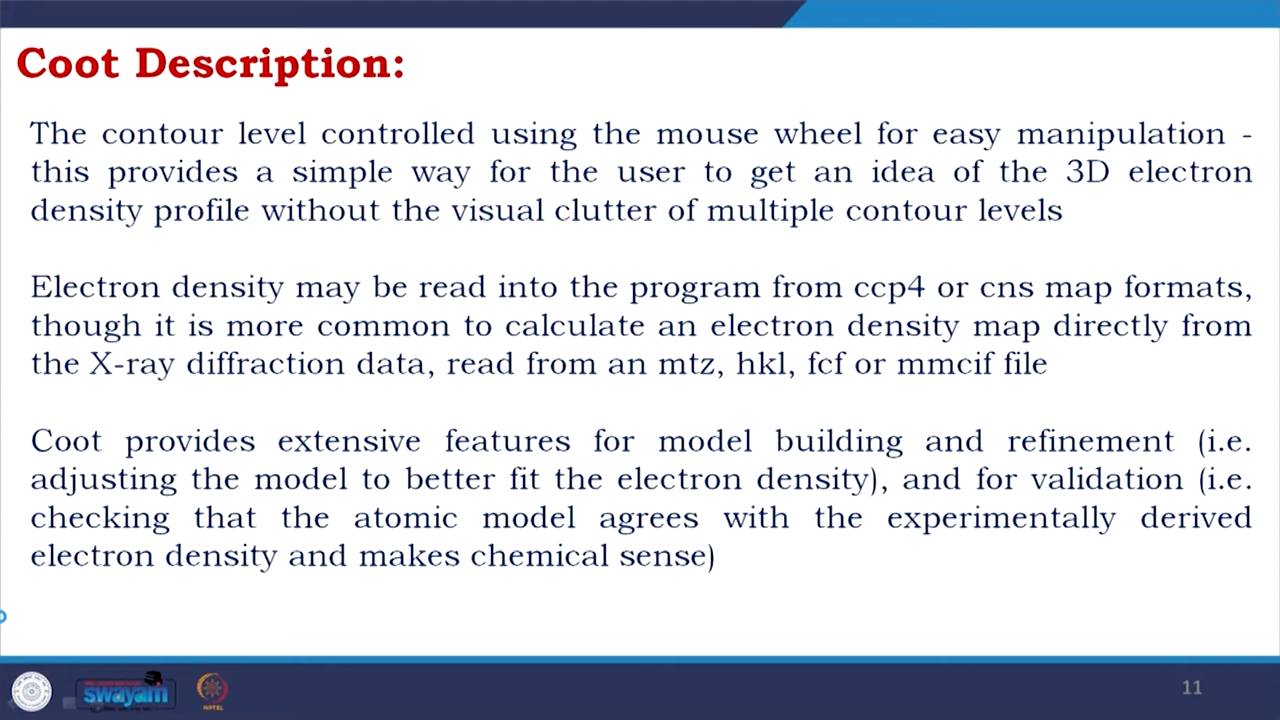 Coot Description:
The contour level controlled using the mouse wheel for easy manipulation -
this provides a simple way for the user to get an idea of the 3D electron
density profile without the visual clutter of multiple contour levels
Electron density may be read into the program from ccp4 or cns map formats,
though it is more common to calculate an electron density map directly from
the X-ray diffraction data, read from an mtz, hkl, fcf or mmcif file
Coot provides extensive features for model building and refinement (i.e.
adjusting the model to better fit the electron density), and for validation (i.e.
checking that the atomic model agrees with the experimentally derived
electron density and makes chemical sense)
swayam
NPTEL
11